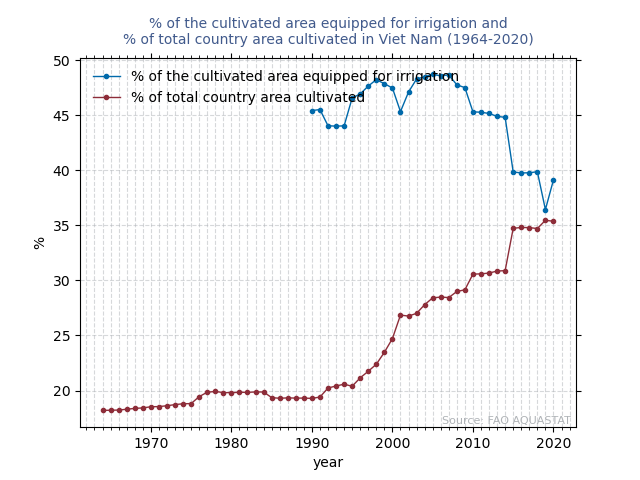 % of the cultivated area equipped for irrigation and
% of total country area cultivated in Viet Nam (1964-2020)
% of the cultivated area equipped for irrigation
% of total country area cultivated
50
45
40
35
30
25
20
%
Source: FAO AQUASTAT
1970 1980 1990 2000 2010 2020
year